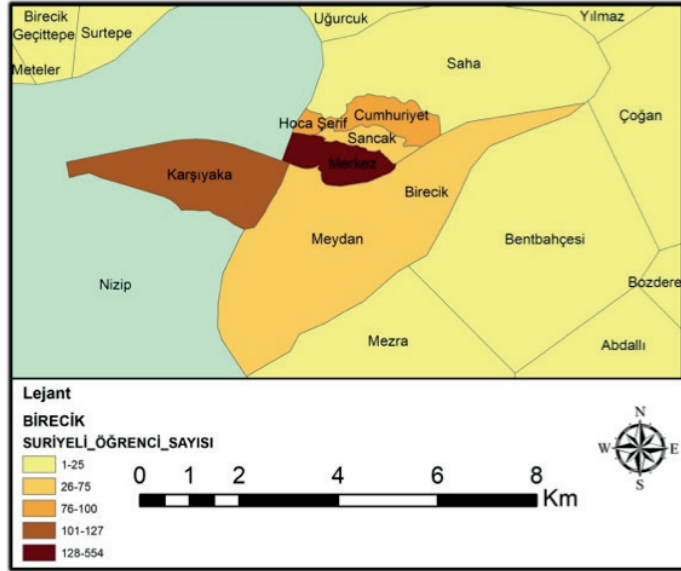 Birecik
Geçittepe
Surtepe
Meteler
Uğurcuk
Yılmaz
Saha
Çoğan
Cumhuriyet
Hoca Şerif
Sancak
Merkez
Karşıyaka
Birecik
Meydan
Bentbahçesi
Nizip
Bozdere
Mezra
Abdallı
Lejant
BİRECİK
SURİYELİ_ÖĞRENCİ_SAYISI
1-25
26-75
76-100
101-127
128-554
0 1 2 4 6 8
Km
N
W E
S